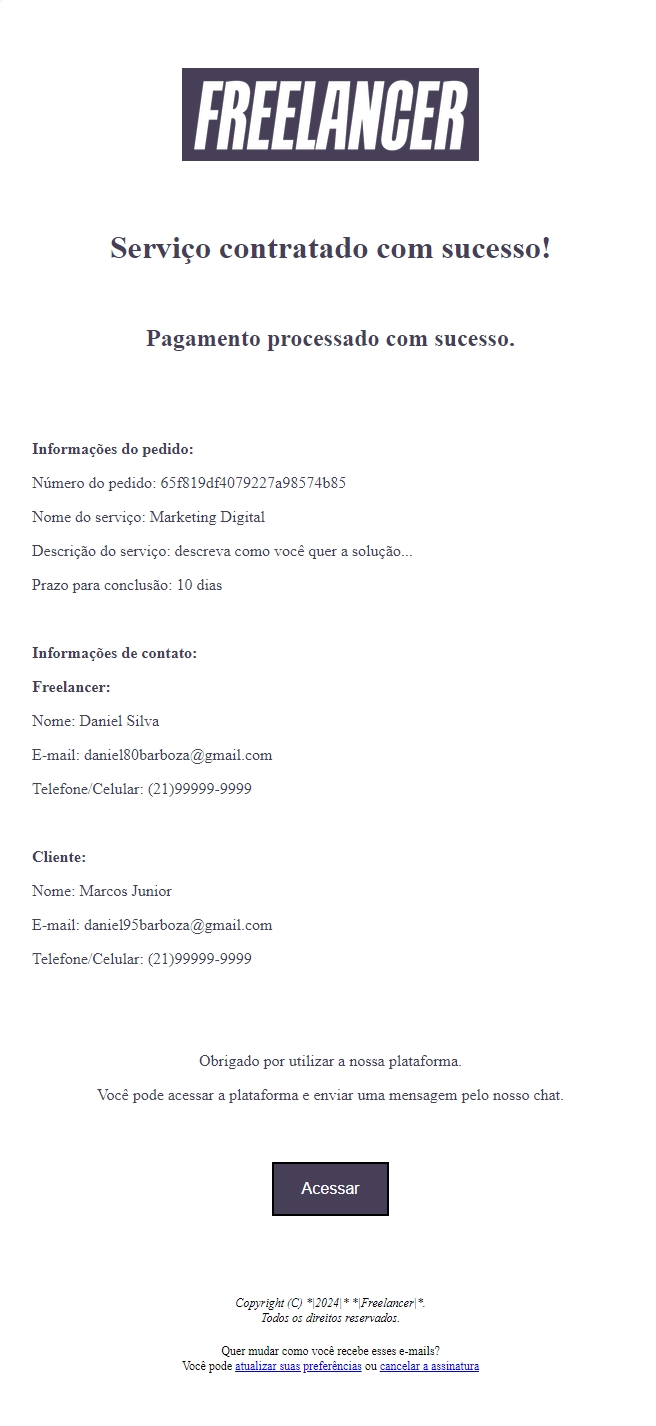 FREELANCER
Serviço contratado com sucesso!
Pagamento processado com sucesso.
Informações do pedido:
Número do pedido: 65f819df4079227a98574b85
Nome do serviço: Marketing Digital
Descrição do serviço: descreva como você quer a solução...
Prazo para conclusão: 10 dias
Informações de contato:
Freelancer:
Nome: Daniel Silva
E-mail: daniel80barboza@gmail.com
Telefone/Celular: (21)99999-9999
Cliente:
Nome: Marcos Junior
E-mail: daniel95barboza@gmail.com
Telefone/Celular: (21)99999-9999
Obrigado por utilizar a nossa plataforma.
Você pode acessar a plataforma e enviar uma mensagem pelo nosso chat.
Acessar
Copyright (C) *|2024|* *|Freelancer|*.
Todos os direitos reservados.
Quer mudar como você recebe esses e-mails?
Você pode atualizar suas preferências ou cancelar a assinatura